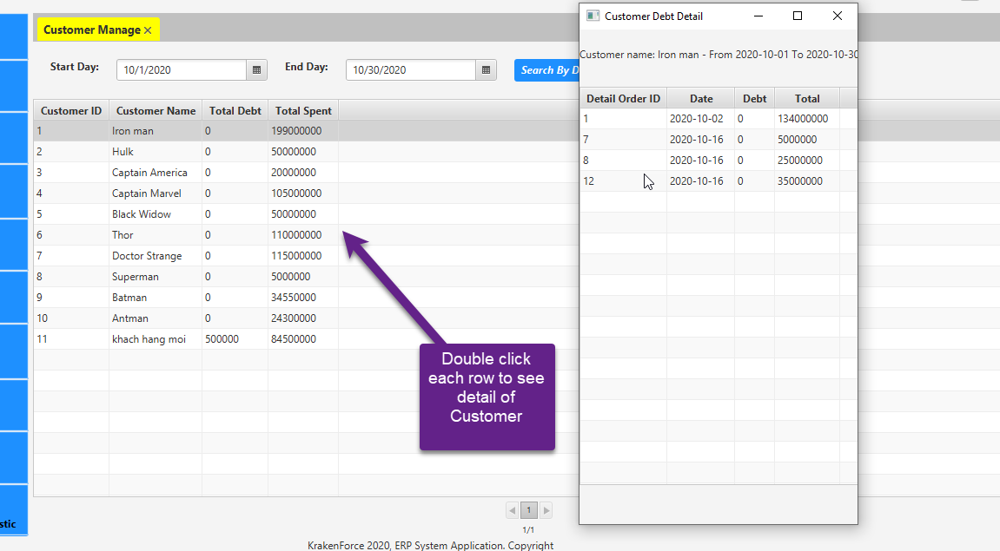 Customer Manage ×
Start Day: 10/1/2020 End Day: 10/30/2020 Search By D
Customer ID Customer Name Total Debt Total Spent
1 Iron man 0 199000000
2 Hulk 0 50000000
3 Captain America 0 20000000
4 Captain Marvel 0 105000000
5 Black Widow 0 50000000
6 Thor 0 110000000
7 Doctor Strange 0 115000000
8 Superman 0 5000000
9 Batman 0 34550000
10 Antman 0 24300000
11 khach hang moi 500000 84500000
Double click
each row to see
detail of
Customer
Customer Debt Detail
Customer name: Iron man - From 2020-10-01 To 2020-10-30
Detail Order ID Date Debt Total
1 2020-10-02 0 134000000
7 2020-10-16 0 5000000
8 2020-10-16 0 25000000
12 2020-10-16 0 35000000
stic
1
1/1
KrakenForce 2020, ERP System Application. Copyright